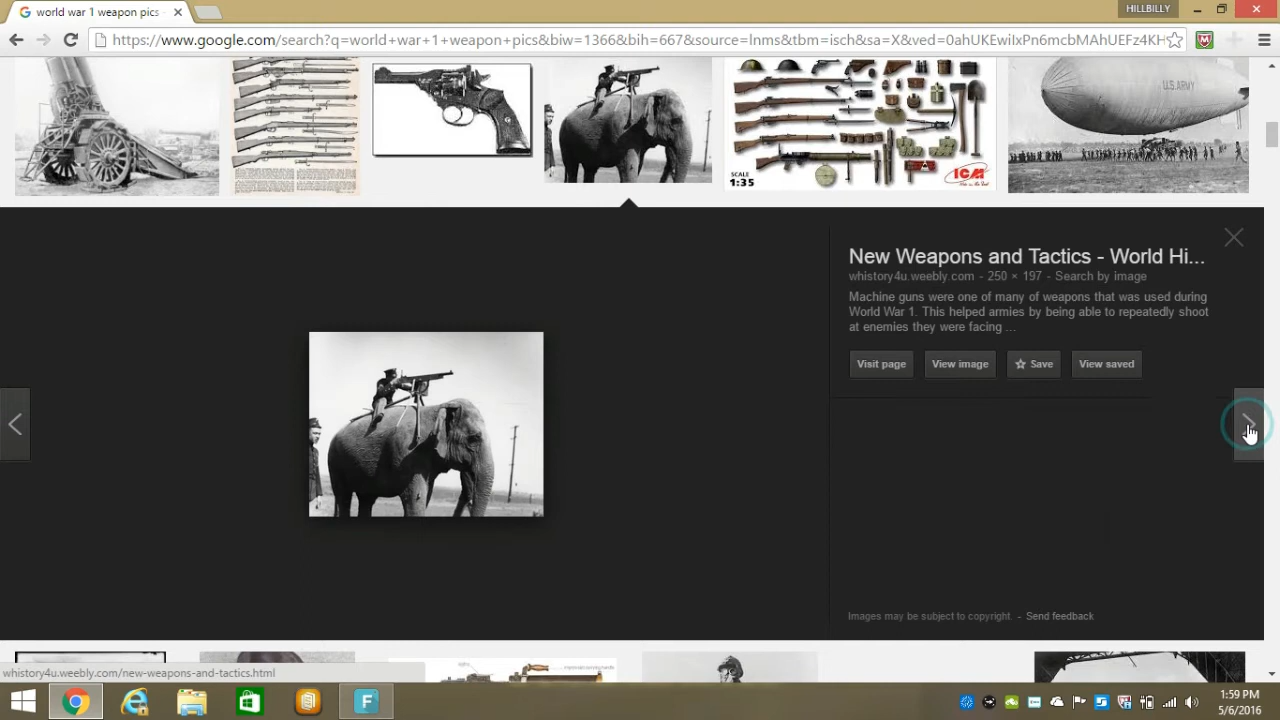 HILLBILLY
world war 1 weapon pics -
https://www.google.com/search?q=world+war+1+weapon+pics&biw=1366&bih=667&source=lnms&tbm=isch&sa=X&ved=0ahUKEwiIxPn6mcbMAhUEFz4KH
U.S. ARMY
SCALE
1:35
ICM
New Weapons and Tactics - World Hi...
whistory4u.weebly.com - 250 × 197 - Search by image
Machine guns were one of many of weapons that was used during
World War 1. This helped armies by being able to repeatedly shoot
at enemies they were facing ...
Visit page View image Save View saved
Images may be subject to copyright. - Send feedback
whistory4u.weebly.com/new-weapons-and-tactics.html
F
1:59 PM
5/6/2016